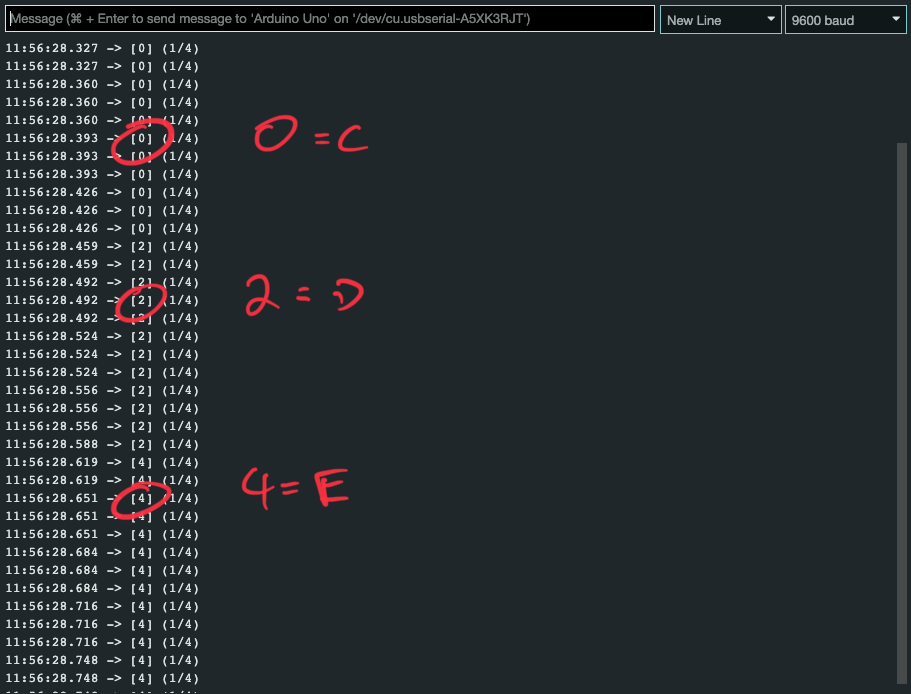 Message (⌘ + Enter to send message to 'Arduino Uno' on '/dev/cu.usbserial-A5XK3RJT')
New Line
9600 baud
11:56:28.327 -> [0] (1/4)
11:56:28.327 -> [0] (1/4)
11:56:28.360 -> [0] (1/4)
11:56:28.360 -> [0] (1/4)
11:56:28.360 -> [0] (1/4)
11:56:28.393 -> [0] (1/4) 0 = C
11:56:28.393 -> [0] (1/4)
11:56:28.393 -> [0] (1/4)
11:56:28.426 -> [0] (1/4)
11:56:28.426 -> [0] (1/4)
11:56:28.426 -> [0] (1/4)
11:56:28.459 -> [2] (1/4)
11:56:28.459 -> [2] (1/4)
11:56:28.492 -> [2] (1/4)
11:56:28.492 -> [2] (1/4) 2 = D
11:56:28.492 -> [2] (1/4)
11:56:28.524 -> [2] (1/4)
11:56:28.524 -> [2] (1/4)
11:56:28.524 -> [2] (1/4)
11:56:28.556 -> [2] (1/4)
11:56:28.556 -> [2] (1/4)
11:56:28.556 -> [2] (1/4)
11:56:28.588 -> [2] (1/4)
11:56:28.619 -> [4] (1/4)
11:56:28.619 -> [4] (1/4)
11:56:28.651 -> [4] (1/4) 4 = E
11:56:28.651 -> [4] (1/4)
11:56:28.651 -> [4] (1/4)
11:56:28.684 -> [4] (1/4)
11:56:28.684 -> [4] (1/4)
11:56:28.684 -> [4] (1/4)
11:56:28.716 -> [4] (1/4)
11:56:28.716 -> [4] (1/4)
11:56:28.716 -> [4] (1/4)
11:56:28.748 -> [4] (1/4)
11:56:28.748 -> [4] (1/4)